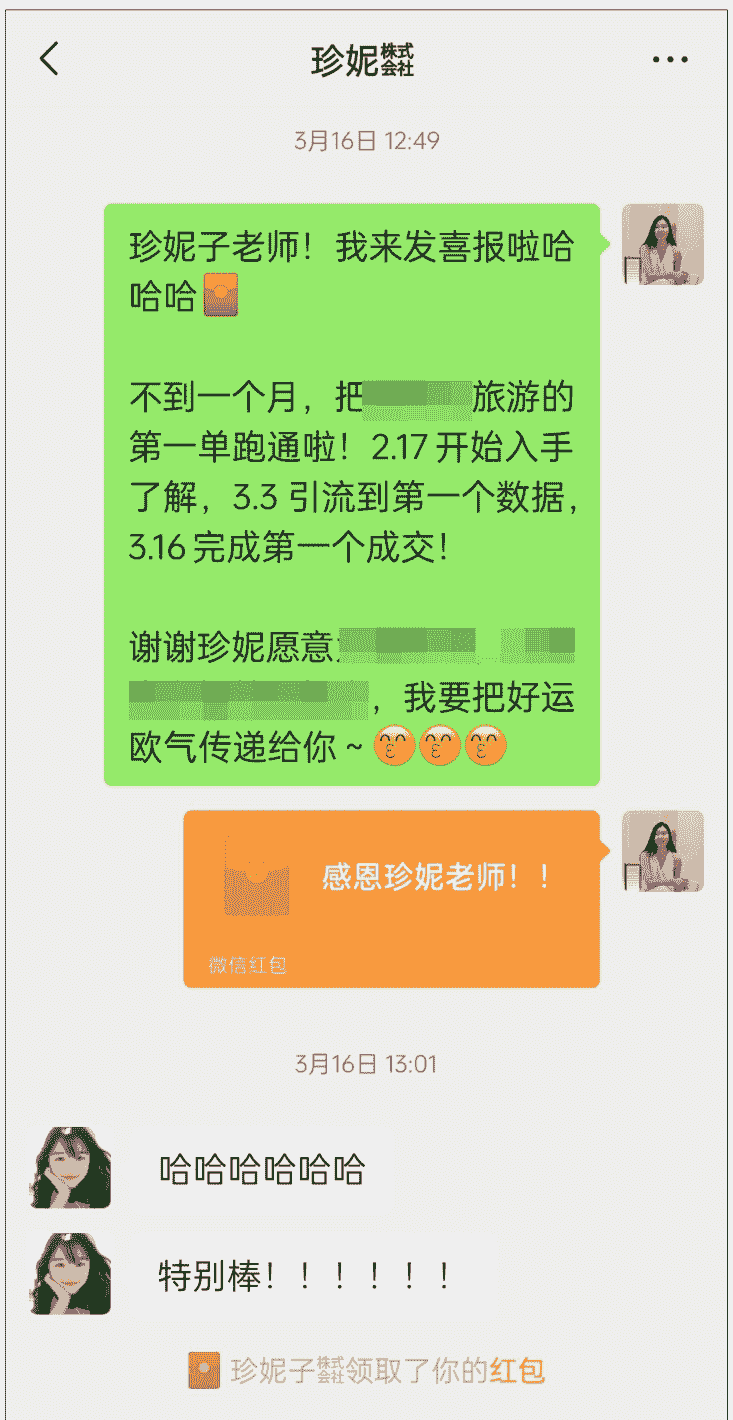 珍妮㍿
3月16日 12:49
珍妮子老师！我来发喜报啦哈
哈哈
不到一个月，把旅游的
第一单跑通啦！2.17 开始入手
了解，3.3 引流到第一个数据，
3.16 完成第一个成交！
谢谢珍妮愿意
，我要把好运
欧气传递给你 ~
感恩珍妮老师！！
微信红包
3月16日 13:01
哈哈哈哈哈哈
特别棒！！！！！！
珍妮子㍿领取了你的红包